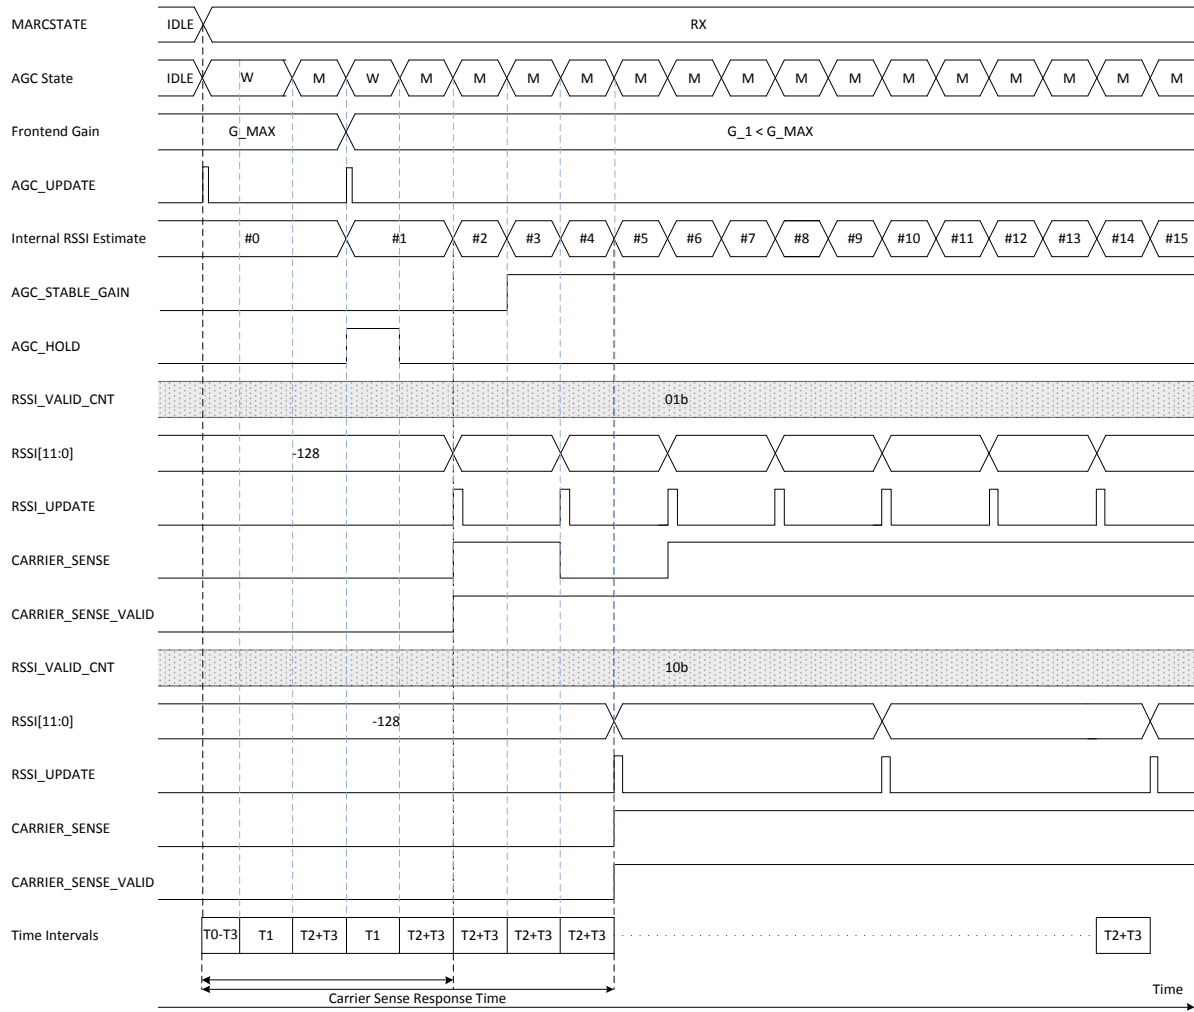 MARCSTATE IDLE RX
AGC State IDLE W M W M M M M M M M M M M M M M M M
Frontend Gain G_MAX G_1 < G_MAX
AGC_UPDATE
Internal RSSI Estimate #0 #1 #2 #3 #4 #5 #6 #7 #8 #9 #10 #11 #12 #13 #14 #15
AGC_STABLE_GAIN
AGC_HOLD
RSSI_VALID_CNT 01b
RSSI[11:0] -128
RSSI_UPDATE
CARRIER_SENSE
CARRIER_SENSE_VALID
RSSI_VALID_CNT 10b
RSSI[11:0] -128
RSSI_UPDATE
CARRIER_SENSE
CARRIER_SENSE_VALID
Time Intervals T0-T3 T1 T2+T3 T1 T2+T3 T2+T3 T2+T3 T2+T3 T2+T3
Carrier Sense Response Time
Time